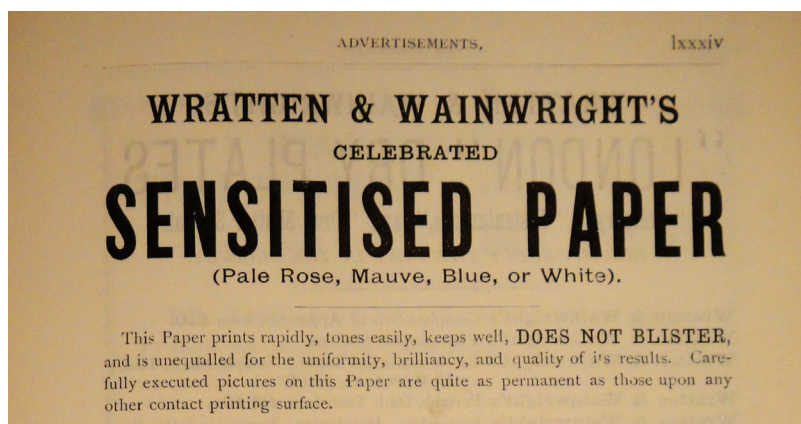 ADVERTISEMENTS. lxxxiv
WRATTEN & WAINWRIGHT'S
CELEBRATED
SENSITISED PAPER
(Pale Rose, Mauve, Blue, or White).
This Paper prints rapidly, tones easily, keeps well, DOES NOT BLISTER,
and is unequalled for the uniformity, brilliancy, and quality of its results. Care-
fully executed pictures on this Paper are quite as permanent as those upon any
other contact printing surface.